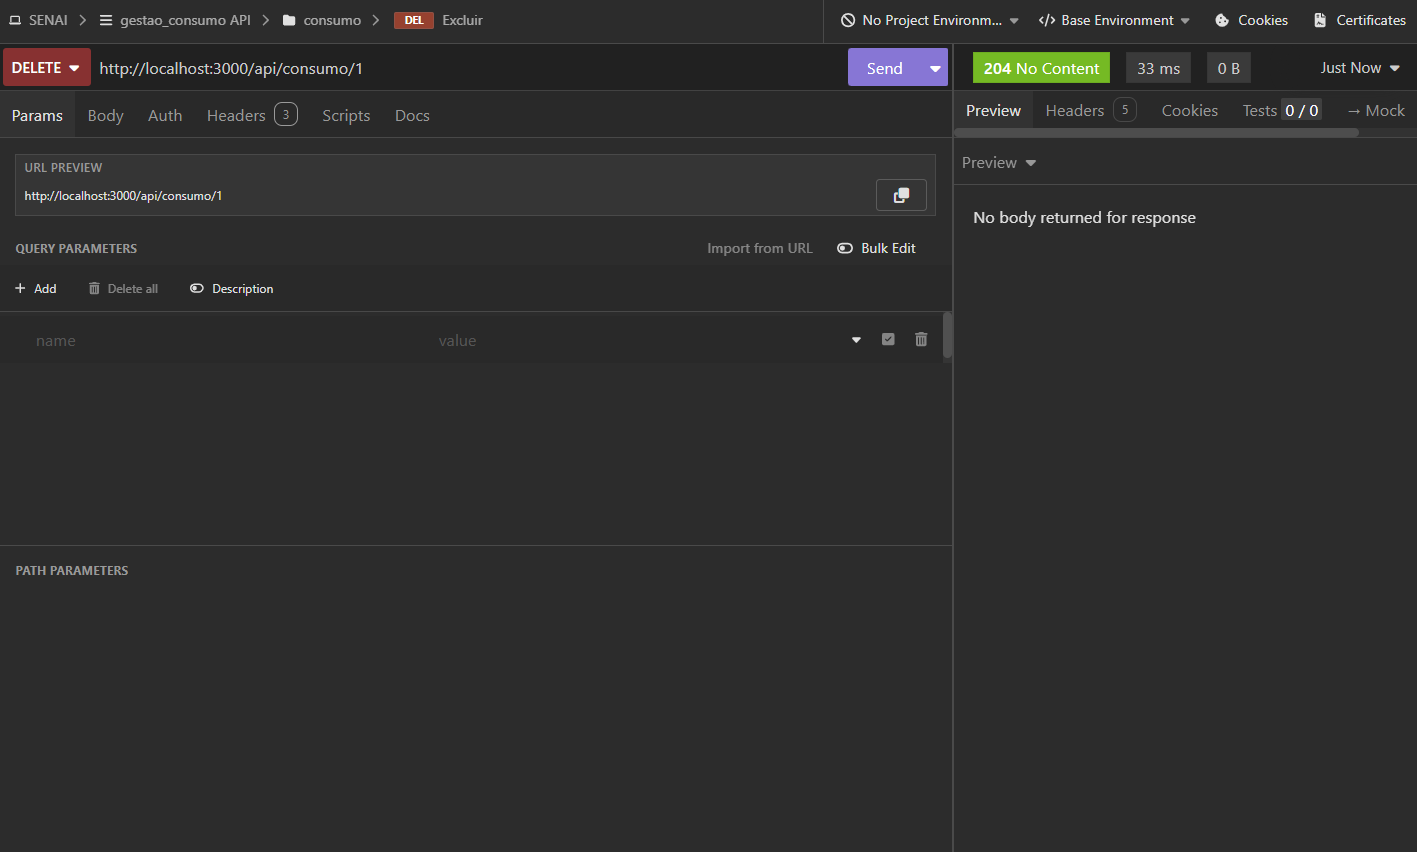 SENAI > gestao_consumo API > consumo > DEL Excluir
No Project Environm... Base Environment Cookies Certificates
DELETE http://localhost:3000/api/consumo/1 Send
204 No Content 33 ms 0 B Just Now
Params Body Auth Headers 3 Scripts Docs
Preview Headers 5 Cookies Tests 0 / 0 → Mock
URL PREVIEW
http://localhost:3000/api/consumo/1
Preview
No body returned for response
QUERY PARAMETERS Import from URL Bulk Edit
+ Add Delete all Description
name value
PATH PARAMETERS